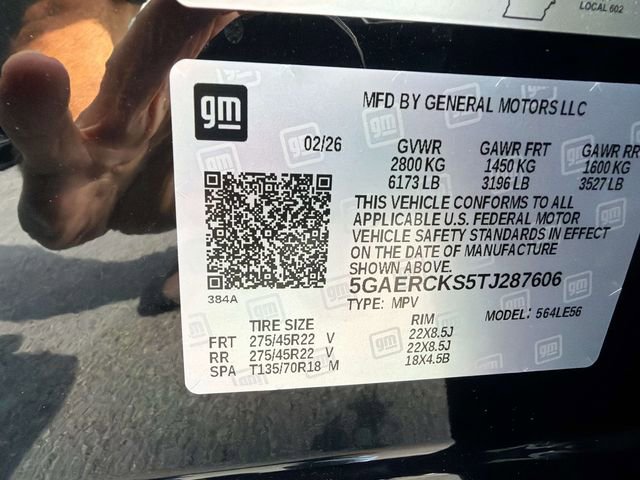 LOCAL 602
gm
MFD BY GENERAL MOTORS LLC
02/26 GVWR GAWR FRT GAWR RR
2800 KG 1450 KG 1600 KG
6173 LB 3196 LB 3527 LB
THIS VEHICLE CONFORMS TO ALL
APPLICABLE U.S. FEDERAL MOTOR
VEHICLE SAFETY STANDARDS IN EFFECT
ON THE DATE OF MANUFACTURE
SHOWN ABOVE.
5GAERCKS5TJ287606
384A
TYPE: MPV MODEL: 564LE56
TIRE SIZE RIM
FRT 275/45R22 V 22X8.5J
RR 275/45R22 V 22X8.5J
SPA T135/70R18 M 18X4.5B